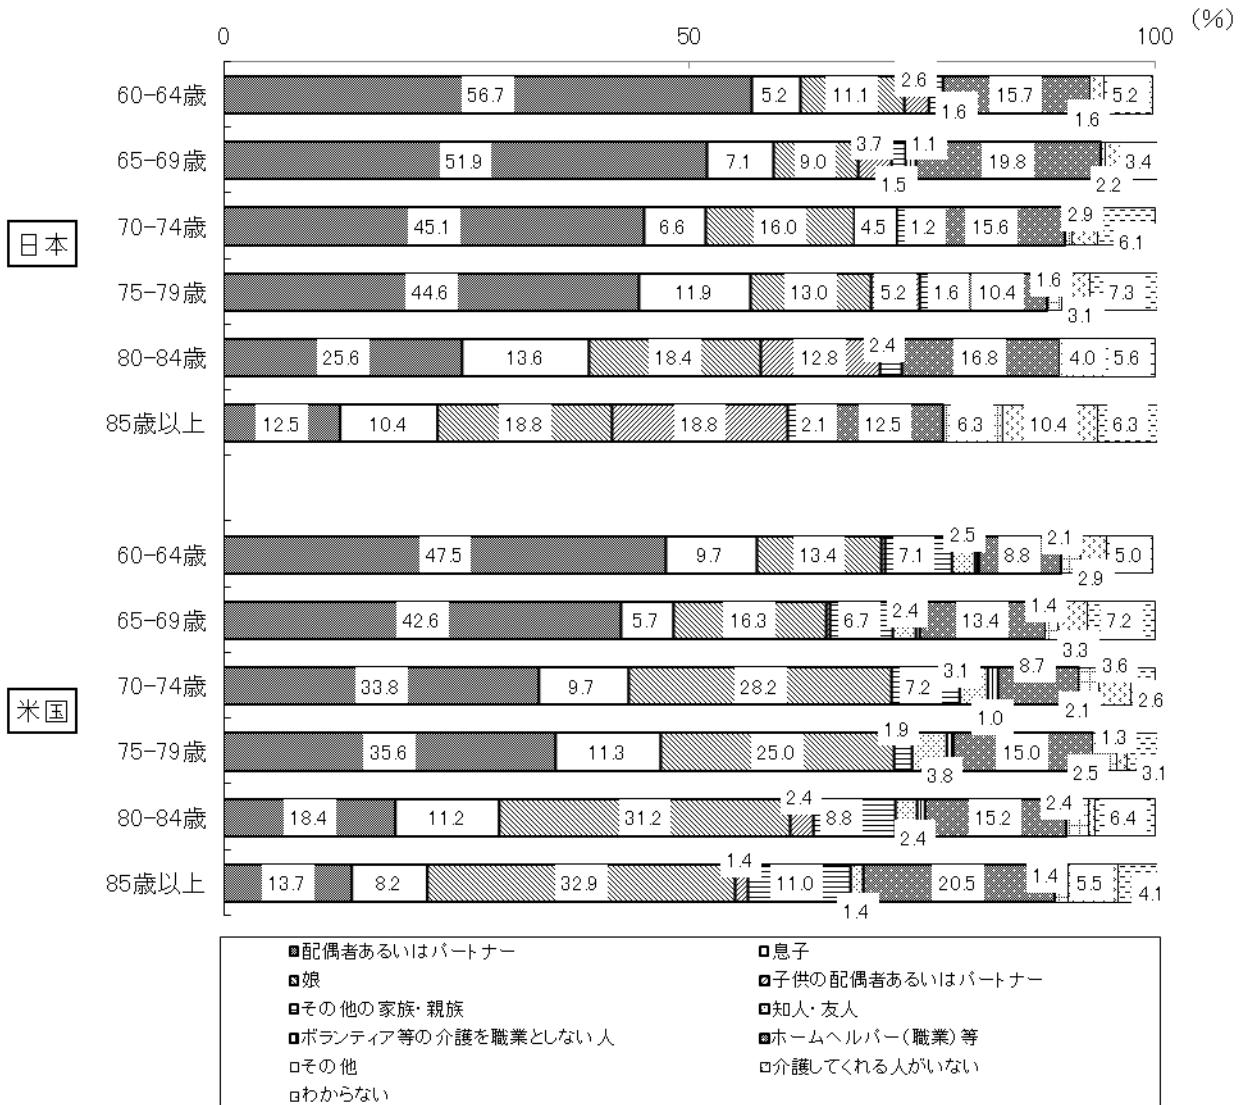 (%)
0 50 100
60-64歳 56.7 5.2 11.1 2.6 1.6 15.7 1.6 5.2
65-69歳 51.9 7.1 9.0 3.7 1.5 1.1 19.8 2.2 3.4
日本
70-74歳 45.1 6.6 16.0 4.5 1.2 15.6 2.9 6.1
75-79歳 44.6 11.9 13.0 5.2 1.6 10.4 1.6 3.1 7.3
80-84歳 25.6 13.6 18.4 12.8 2.4 16.8 4.0 5.6
85歳以上 12.5 10.4 18.8 18.8 2.1 12.5 6.3 10.4 6.3
60-64歳 47.5 9.7 13.4 7.1 2.5 8.8 2.1 2.9 5.0
65-69歳 42.6 5.7 16.3 6.7 2.4 13.4 1.4 3.3 7.2
米国
70-74歳 33.8 9.7 28.2 7.2 3.1 1.0 8.7 2.1 3.6 2.6
75-79歳 35.6 11.3 25.0 1.9 3.8 15.0 2.5 1.3 3.1
80-84歳 18.4 11.2 31.2 2.4 8.8 2.4 15.2 2.4 6.4
85歳以上 13.7 8.2 32.9 1.4 11.0 1.4 20.5 1.4 5.5 4.1
配偶者あるいはパートナー 息子
娘 子供の配偶者あるいはパートナー
その他の家族・親族 知人・友人
ボランティア等の介護を職業としない人 ホームヘルパー(職業)等
その他 介護してくれる人がいない
わからない